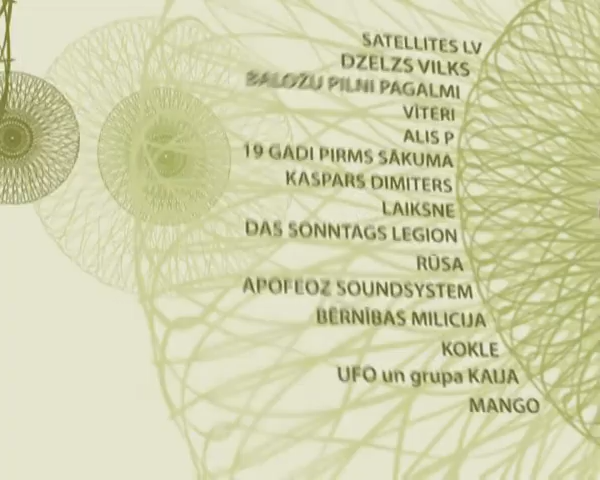 SATELLITES LV
DZELZS VILKS
BALOŽU PILNI PAGALMI
VĪTERI
ALIS P
19 GADI PIRMS SĀKUMA
KASPARS DIMITERS
LAIKSNE
DAS SONNTAGS LEGION
RŪSA
APOFEOZ SOUNDSYSTEM
BĒRNĪBAS MILICIJA
KOKLE
UFO un grupa KAIJA
MANGO